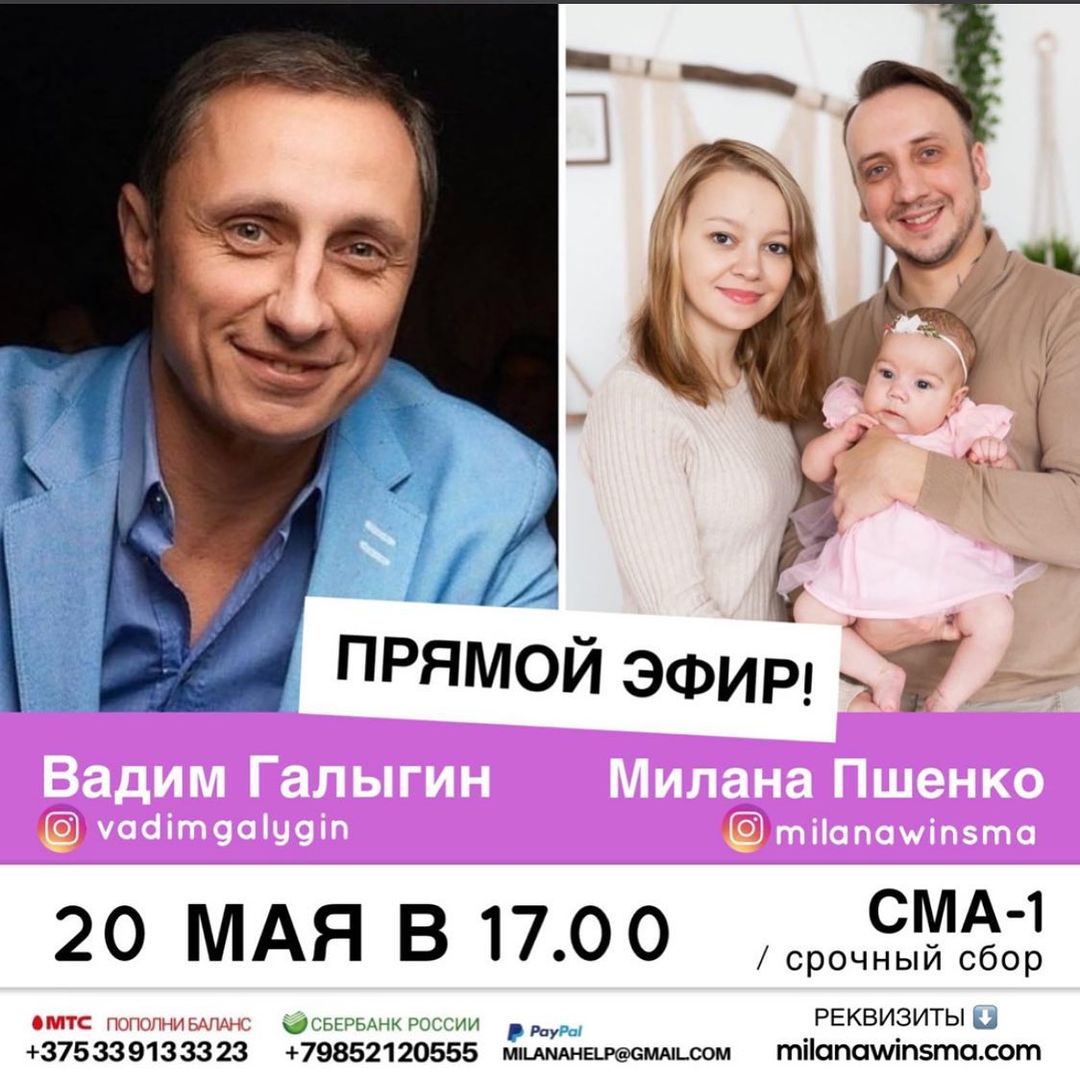 ПРЯМОЙ ЭФИР!
Вадим Галыгин
vadimgalygin
Милана Пшенко
milanawinsma
20 МАЯ В 17.00
СМА-1
/ срочный сбор
МТС ПОПОЛНИ БАЛАНС
+375339133323
СБЕРБАНК РОССИИ
+79852120555
PayPal
MILANAHELP@GMAIL.COM
РЕКВИЗИТЫ ⬇️
milanawinsma.com